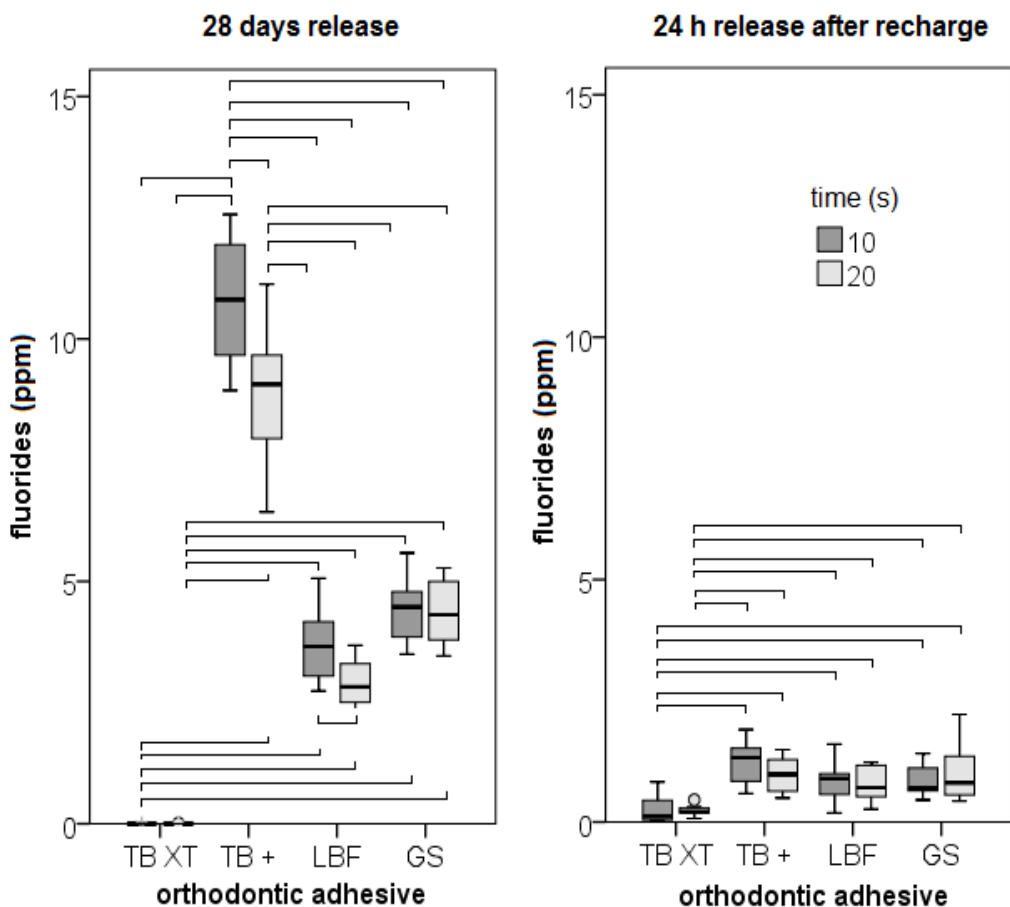 28 days release
15
10
5
0
fluorides (ppm)
TB XT TB + LBF GS
orthodontic adhesive
24 h release after recharge
time (s)
10
20
15
10
5
0
fluorides (ppm)
TB XT TB + LBF GS
orthodontic adhesive